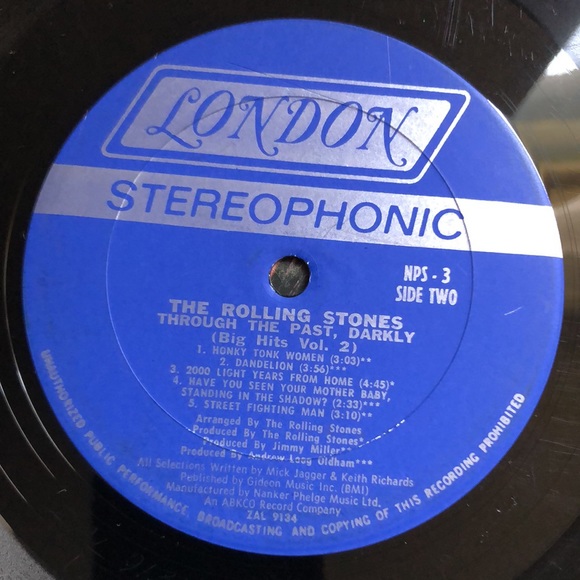 LONDON
STEREOPHONIC
NPS - 3
SIDE TWO
THE ROLLING STONES
THROUGH THE PAST, DARKLY
(Big Hits Vol. 2)
1. HONKY TONK WOMEN (3:03)**
2. DANDELION (3:56)***
3. 2000 LIGHT YEARS FROM HOME (4:45)*
4. HAVE YOU SEEN YOUR MOTHER BABY,
STANDING IN THE SHADOW? (2:33)***
5. STREET FIGHTING MAN (3:10)**
Arranged By The Rolling Stones
Produced By The Rolling Stones*
Produced By Jimmy Miller**
Produced By Andrew Loog Oldham***
All Selections Written by Mick Jagger & Keith Richards
Published by Gideon Music Inc. (BMI)
Manufactured by Nanker Phelge Music Ltd.
An ABKCO Record Company
ZAL 9134
UNAUTHORIZED PUBLIC PERFORMANCE, BROADCASTING AND COPYING OF THIS RECORDING PROHIBITED